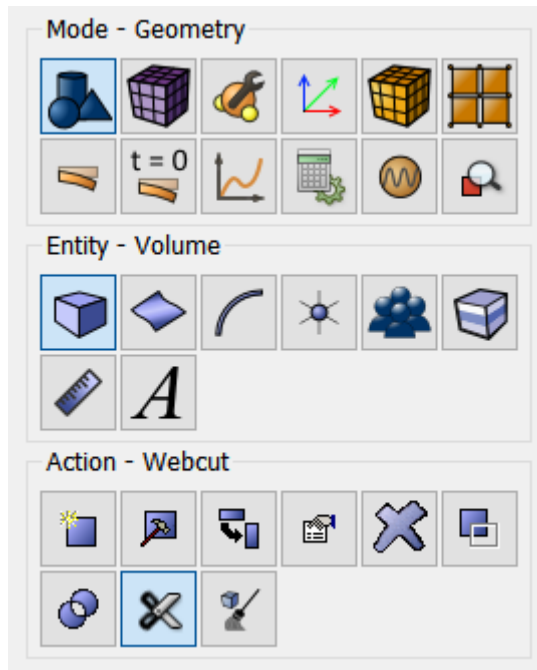 Mode - Geometry
t = 0
Entity - Volume
A
Action - Webcut